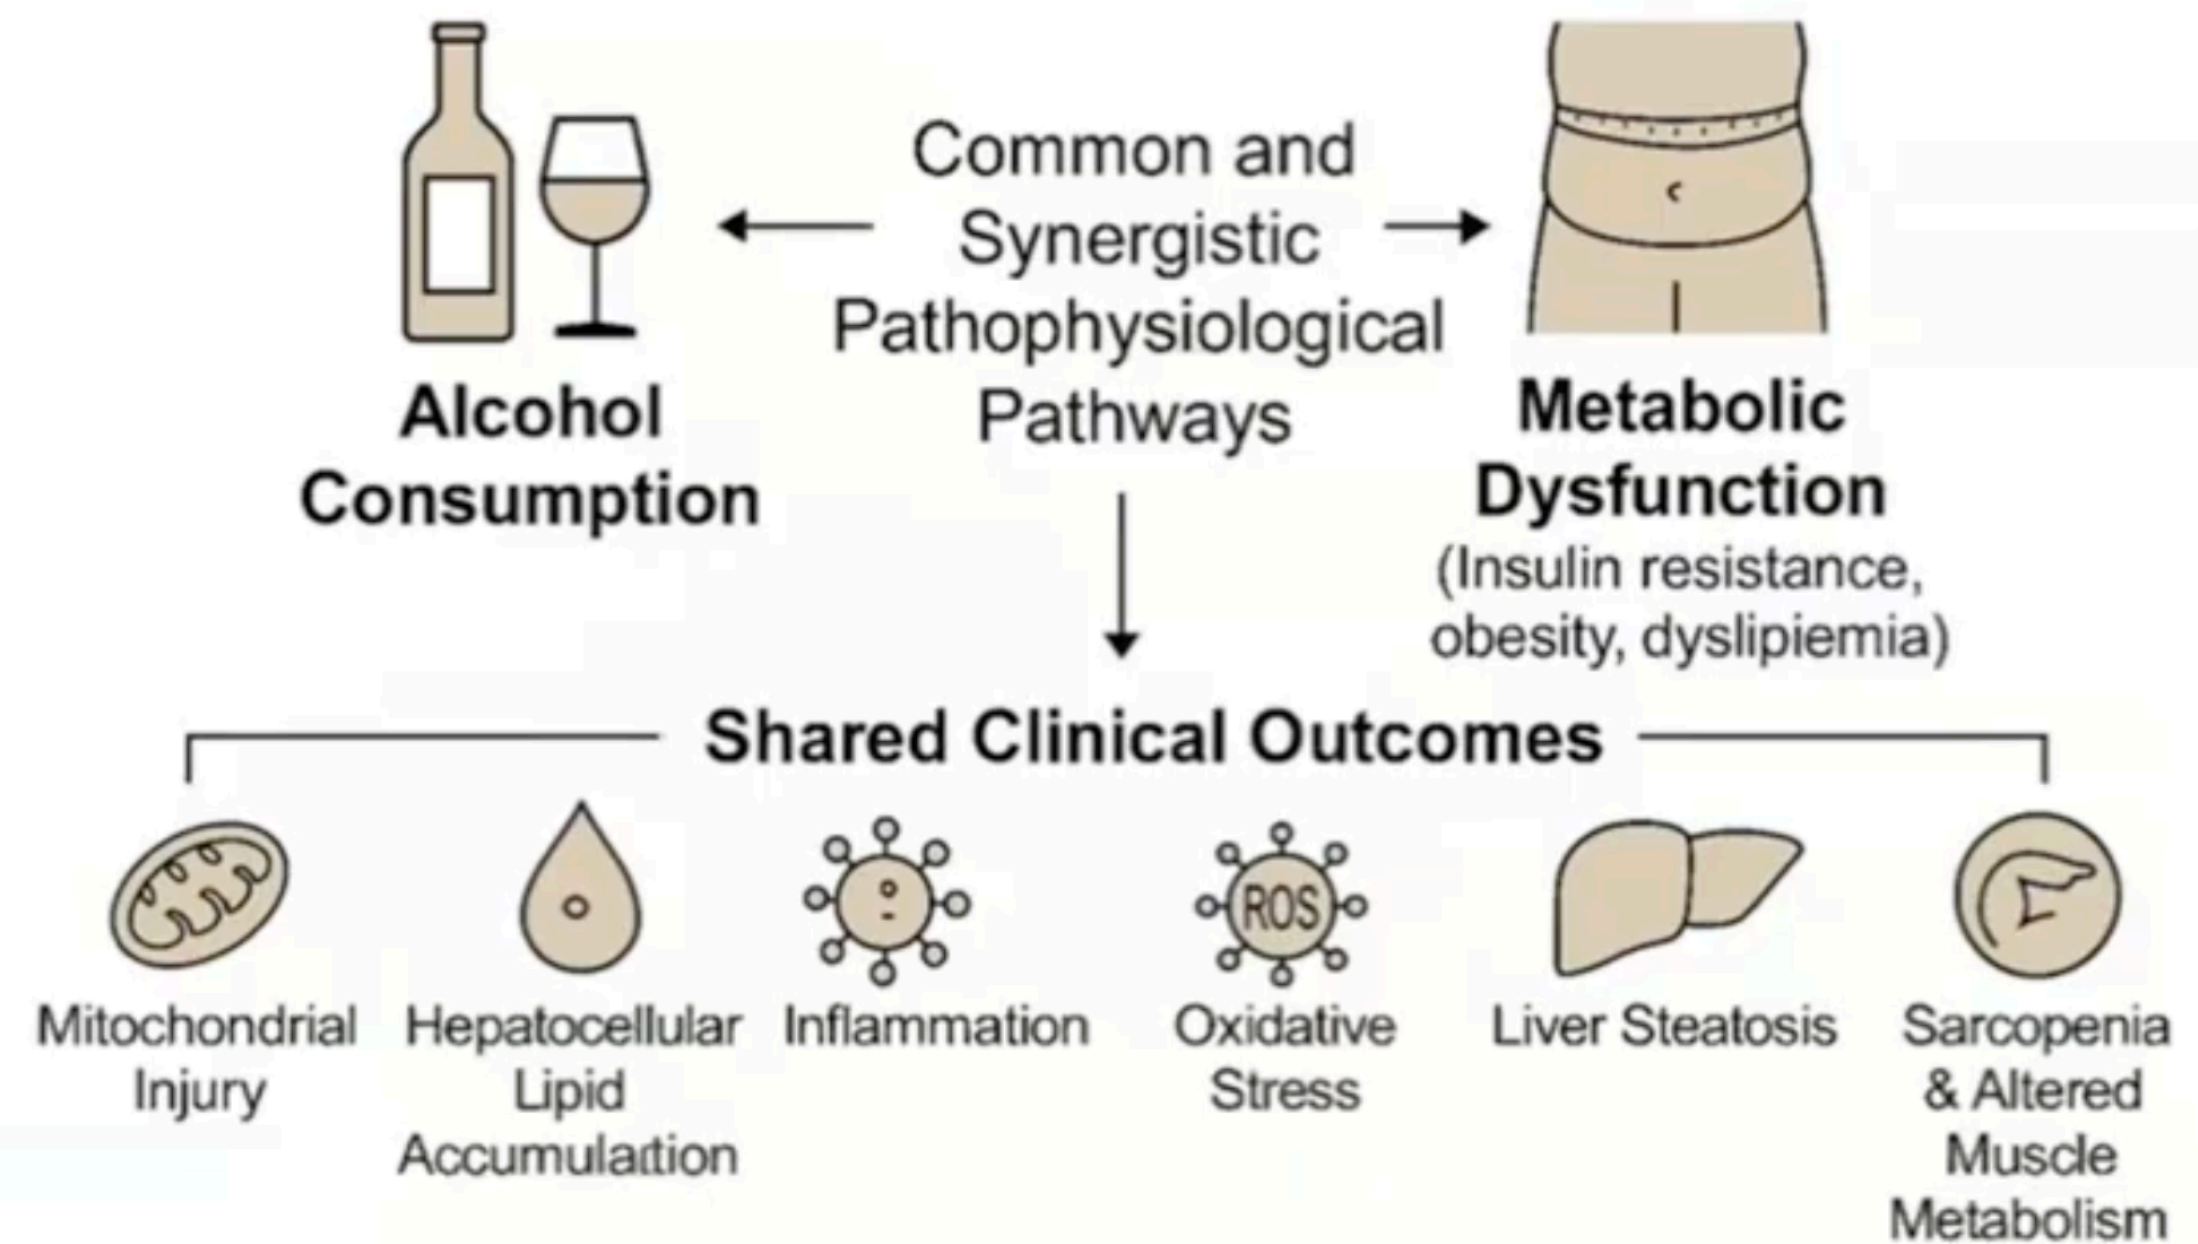 Common and
Synergistic
Pathophysiological
Pathways
Alcohol
Consumption
Metabolic
Dysfunction
(Insulin resistance,
obesity, dyslipiemia)
Shared Clinical Outcomes
ROS
Mitochondrial
Injury
Hepatocellular
Lipid
Accumulartion
Inflammation
Oxidative
Stress
Liver Steatosis
Sarcopenia
& Altered
Muscle
Metabolism